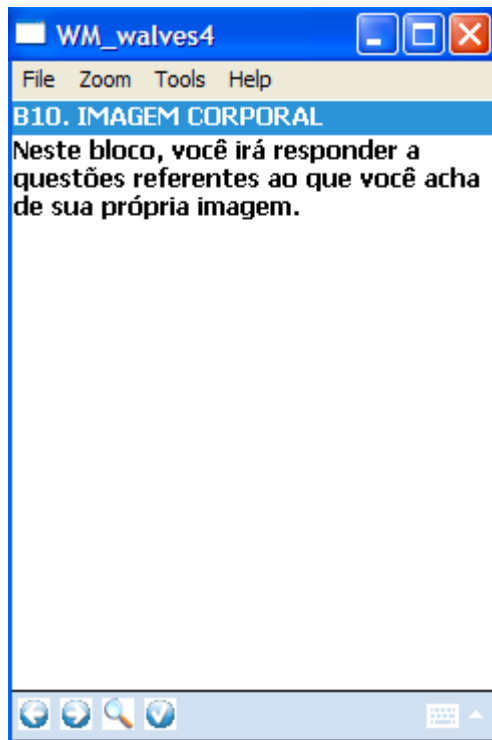 WM_walves4
File Zoom Tools Help
B10. IMAGEM CORPORAL
Neste bloco, você irá responder a
questões referentes ao que você acha
de sua própria imagem.